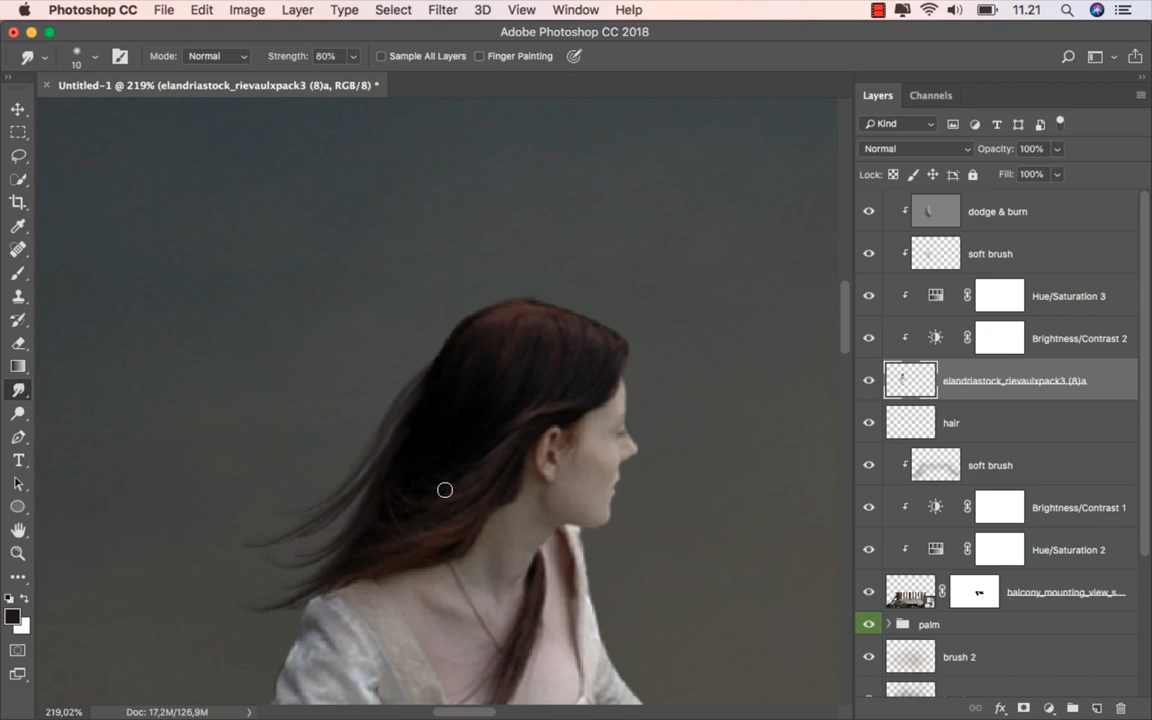 Photoshop CC File Edit Image Layer Type Select Filter 3D View Window Help 11.21
Adobe Photoshop CC 2018
10 Mode: Normal Strength: 80% Sample All Layers Finger Painting
Untitled-1 @ 219% (elandriastock_rievaulxpack3 (8)a, RGB/8) *
Layers Channels
Kind
Normal Opacity: 100%
Lock: Fill: 100%
dodge & burn
soft brush
Hue/Saturation 3
Brightness/Contrast 2
elandriastock_rievaulxpack3 (8)a
hair
soft brush
Brightness/Contrast 1
Hue/Saturation 2
balcony_mounting_view_s...
palm
brush 2
219,02% Doc: 17,2M/126,9M